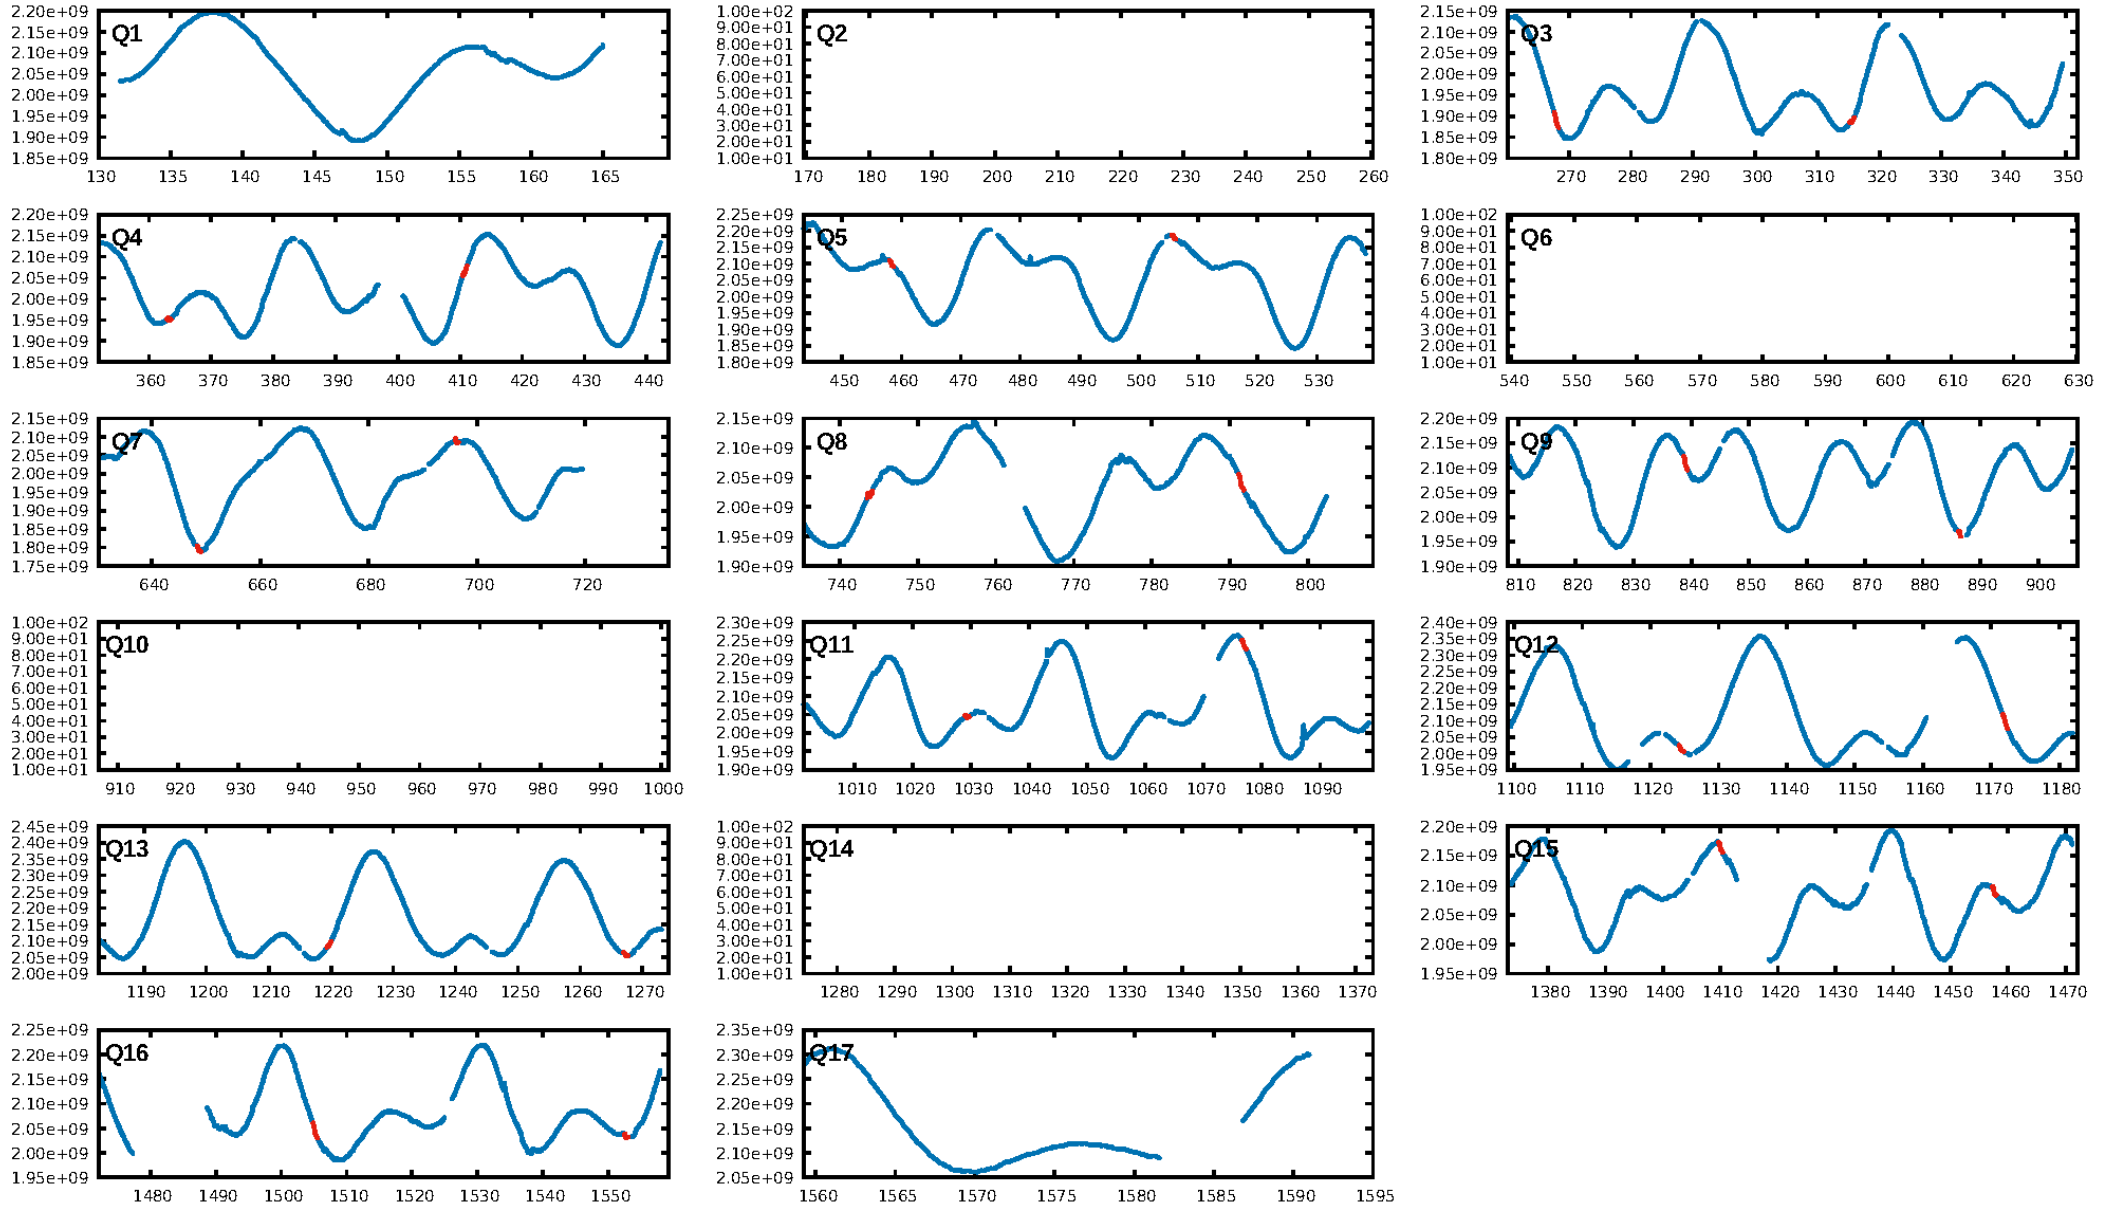 Q1
2.20e+09
2.15e+09
2.10e+09
2.05e+09
2.00e+09
1.95e+09
1.90e+09
1.85e+09
130 135 140 145 150 155 160 165
Q2
1.00e+02
9.00e+01
8.00e+01
7.00e+01
6.00e+01
5.00e+01
4.00e+01
3.00e+01
2.00e+01
1.00e+01
170 180 190 200 210 220 230 240 250 260
Q3
2.15e+09
2.10e+09
2.05e+09
2.00e+09
1.95e+09
1.90e+09
1.85e+09
1.80e+09
270 280 290 300 310 320 330 340 350
Q4
2.20e+09
2.15e+09
2.10e+09
2.05e+09
2.00e+09
1.95e+09
1.90e+09
1.85e+09
360 370 380 390 400 410 420 430 440
Q5
2.25e+09
2.20e+09
2.15e+09
2.10e+09
2.05e+09
2.00e+09
1.95e+09
1.90e+09
1.85e+09
1.80e+09
450 460 470 480 490 500 510 520 530
Q6
1.00e+02
9.00e+01
8.00e+01
7.00e+01
6.00e+01
5.00e+01
4.00e+01
3.00e+01
2.00e+01
1.00e+01
540 550 560 570 580 590 600 610 620 630
Q7
2.15e+09
2.10e+09
2.05e+09
2.00e+09
1.95e+09
1.90e+09
1.85e+09
1.80e+09
1.75e+09
640 660 680 700 720
Q8
2.15e+09
2.10e+09
2.05e+09
2.00e+09
1.95e+09
1.90e+09
740 750 760 770 780 790 800
Q9
2.20e+09
2.15e+09
2.10e+09
2.05e+09
2.00e+09
1.95e+09
1.90e+09
810 820 830 840 850 860 870 880 890 900
Q10
1.00e+02
9.00e+01
8.00e+01
7.00e+01
6.00e+01
5.00e+01
4.00e+01
3.00e+01
2.00e+01
1.00e+01
910 920 930 940 950 960 970 980 990 1000
Q11
2.30e+09
2.25e+09
2.20e+09
2.15e+09
2.10e+09
2.05e+09
2.00e+09
1.95e+09
1.90e+09
1010 1020 1030 1040 1050 1060 1070 1080 1090
Q12
2.40e+09
2.35e+09
2.30e+09
2.25e+09
2.20e+09
2.15e+09
2.10e+09
2.05e+09
2.00e+09
1.95e+09
1100 1110 1120 1130 1140 1150 1160 1170 1180
Q13
2.45e+09
2.40e+09
2.35e+09
2.30e+09
2.25e+09
2.20e+09
2.15e+09
2.10e+09
2.05e+09
2.00e+09
1190 1200 1210 1220 1230 1240 1250 1260 1270
Q14
1.00e+02
9.00e+01
8.00e+01
7.00e+01
6.00e+01
5.00e+01
4.00e+01
3.00e+01
2.00e+01
1.00e+01
1280 1290 1300 1310 1320 1330 1340 1350 1360 1370
Q15
2.20e+09
2.15e+09
2.10e+09
2.05e+09
2.00e+09
1.95e+09
1380 1390 1400 1410 1420 1430 1440 1450 1460 1470
Q16
2.25e+09
2.20e+09
2.15e+09
2.10e+09
2.05e+09
2.00e+09
1.95e+09
1480 1490 1500 1510 1520 1530 1540 1550
Q17
2.35e+09
2.30e+09
2.25e+09
2.20e+09
2.15e+09
2.10e+09
2.05e+09
1560 1565 1570 1575 1580 1585 1590 1595